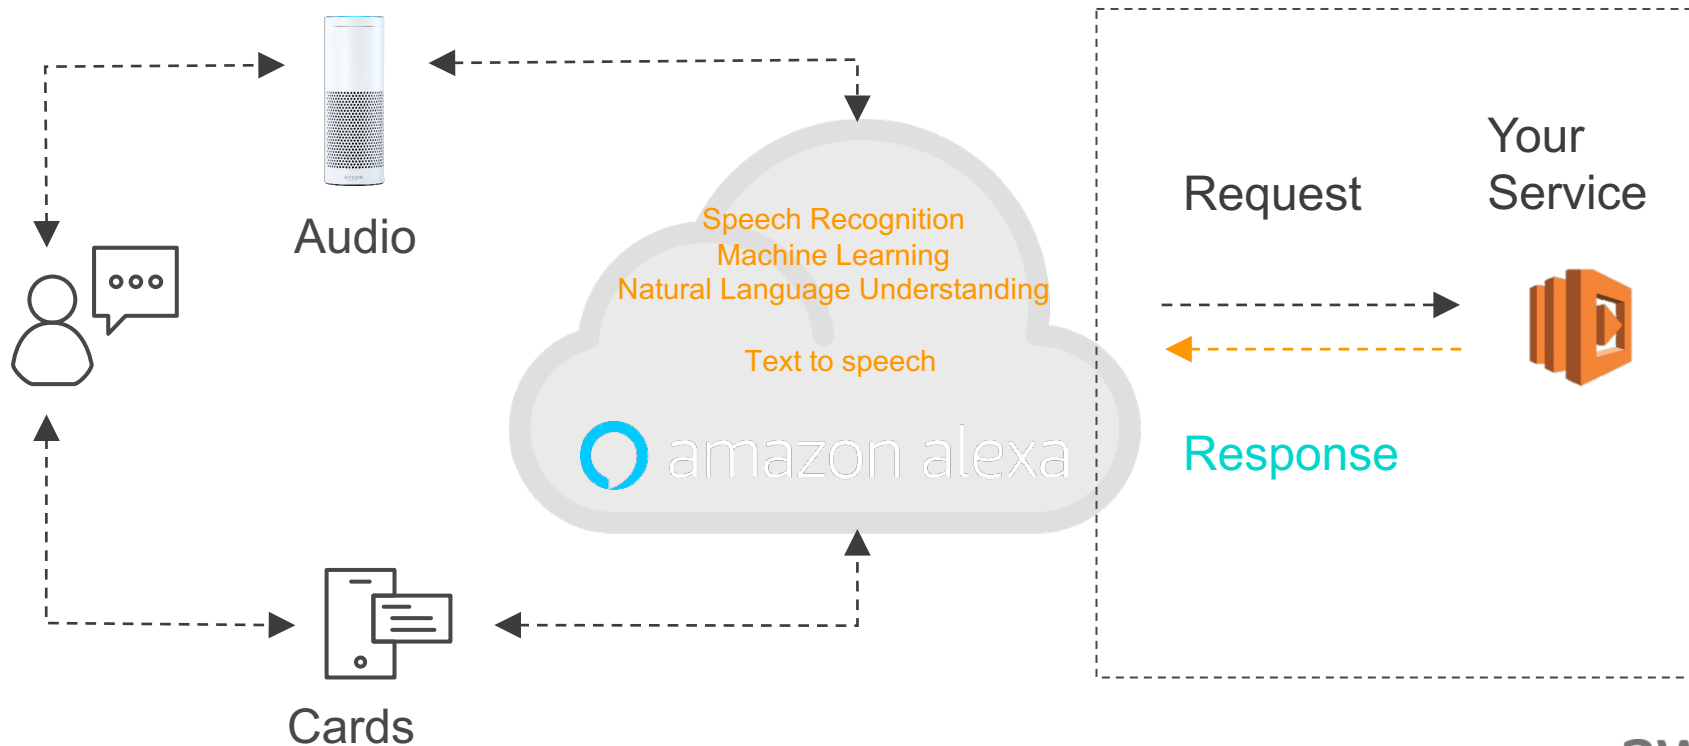 Audio
Speech Recognition
Machine Learning
Natural Language Understanding
Text to speech
amazon alexa
Request
Your
Service
Response
Cards